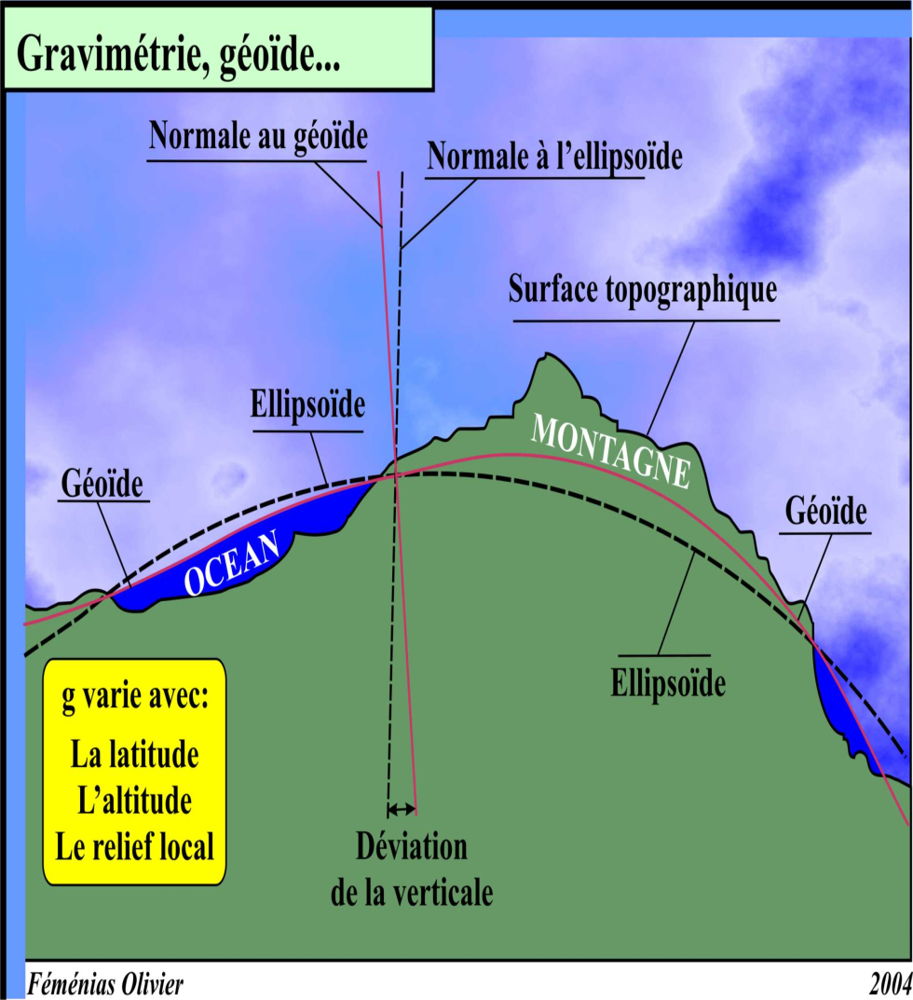 Gravimétrie, géoïde...
Normale au géoïde
Normale à l’ellipsoïde
Surface topographique
Ellipsoïde
MONTAGNE
Géoïde
Géoïde
OCEAN
Ellipsoïde
g varie avec:
La latitude
L’altitude
Le relief local
Déviation
de la verticale
Féménias Olivier
2004